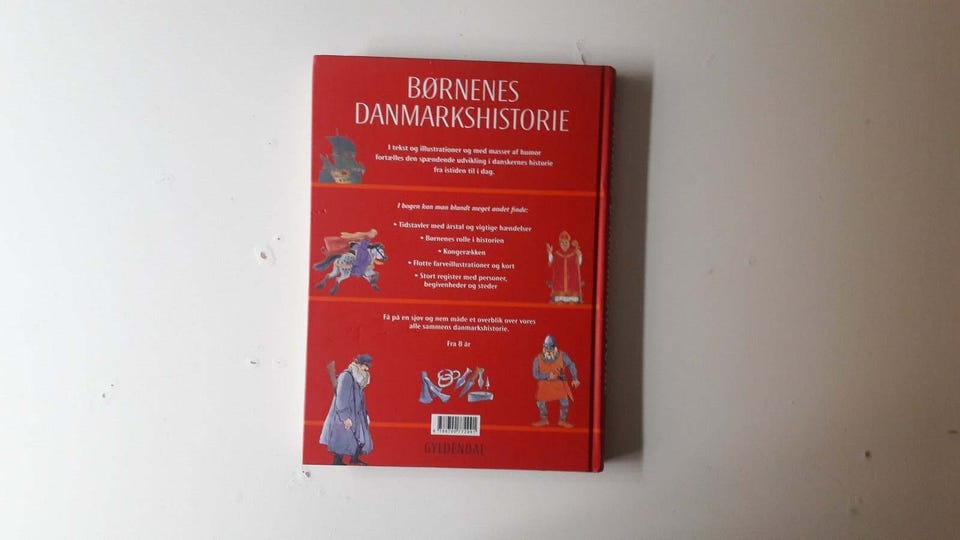 BØRNENES
DANMARKSHISTORIE
I tekst og illustrationer og med masser af humor
fortælles den spændende udvikling i danskernes historie
fra istiden til i dag.
I bogen kan man blandt meget andet finde:
• Tidstavler med årstal og vigtige hændelser
• Børnenes rolle i historien
• Kongerækken
• Flotte farveillustrationer og kort
• Stort register med personer,
begivenheder og steder
Få på en sjov og nem måde et overblik over vores
alle sammens danmarkshistorie.
Fra 8 år
GYLDENDAL